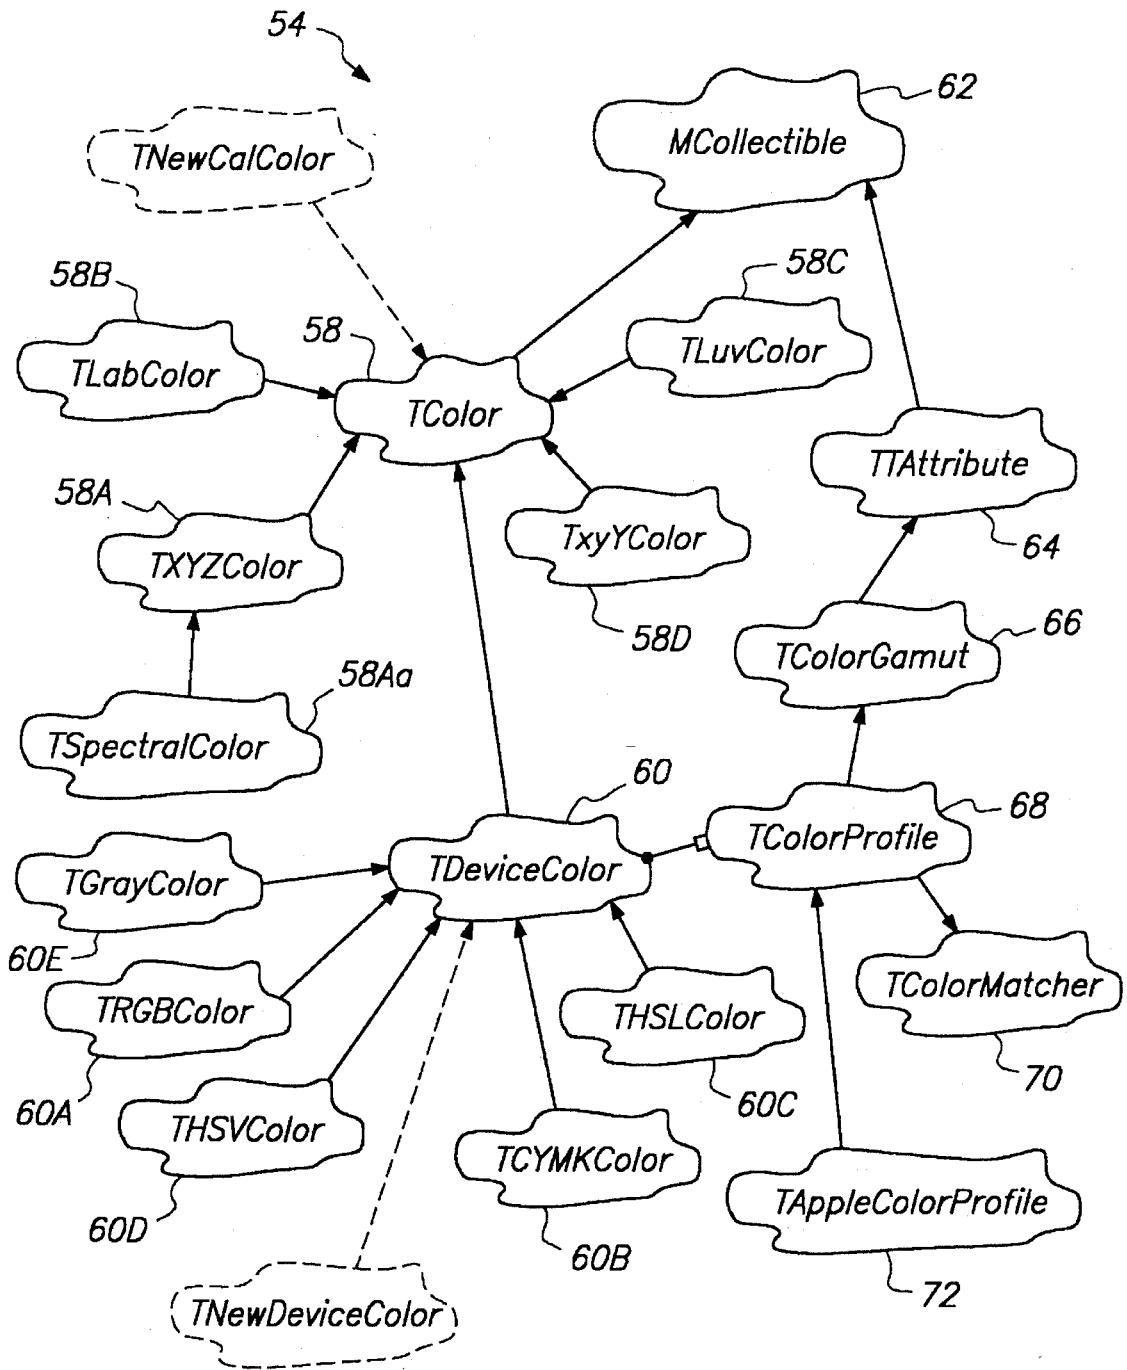 54
62
MCollectible
TNewCalColor
58B
58C
58
TLabColor
TLuvColor
TColor
TTAttribute
58A
TXYZColor
TxyYColor
64
58D
66
TColorGamut
58Aa
TSpectralColor
60
68
TColorProfile
TDeviceColor
TGrayColor
60E
TColorMatcher
TRGBColor
THSLColor
70
60A
60C
THSVColor
TCYMKColor
TAppleColorProfile
60D
60B
72
TNewDeviceColor